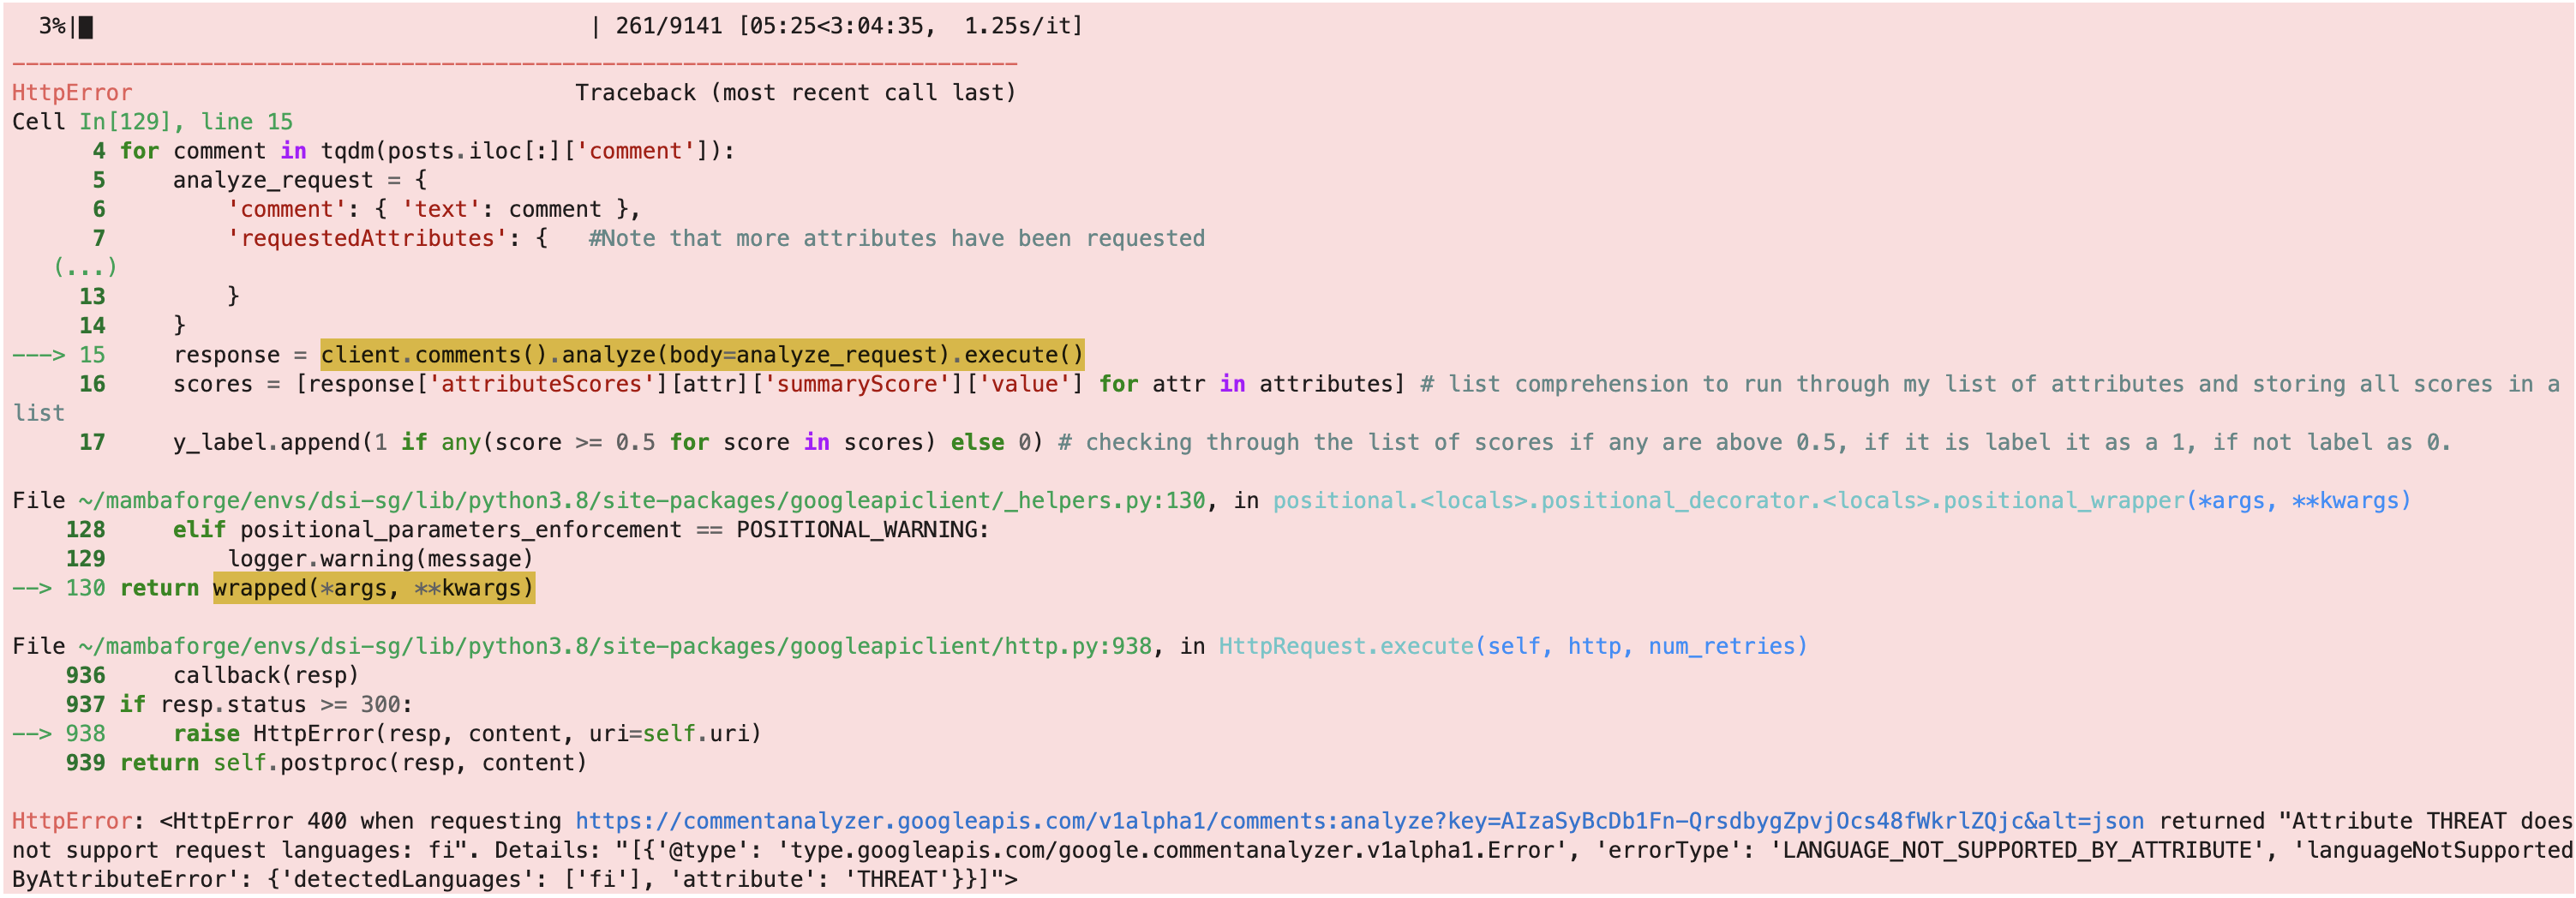 3%|█ | 261/9141 [05:25<3:04:35, 1.25s/it]
---------------------------------------------------------------------------
HttpError Traceback (most recent call last)
Cell In[129], line 15
4 for comment in tqdm(posts.iloc[:]['comment']):
5 analyze_request = {
6 'comment': { 'text': comment },
7 'requestedAttributes': { #Note that more attributes have been requested
(...)
13 }
14 }
---> 15 response = client.comments().analyze(body=analyze_request).execute()
16 scores = [response['attributeScores'][attr]['summaryScore']['value'] for attr in attributes] # list comprehension to run through my list of attributes and storing all scores in a
list
17 y_label.append(1 if any(score >= 0.5 for score in scores) else 0) # checking through the list of scores if any are above 0.5, if it is label it as a 1, if not label as 0.
File ~/mambaforge/envs/dsi-sg/lib/python3.8/site-packages/googleapiclient/_helpers.py:130, in positional.<locals>.positional_decorator.<locals>.positional_wrapper(*args, **kwargs)
128 elif positional_parameters_enforcement == POSITIONAL_WARNING:
129 logger.warning(message)
--> 130 return wrapped(*args, **kwargs)
File ~/mambaforge/envs/dsi-sg/lib/python3.8/site-packages/googleapiclient/http.py:938, in HttpRequest.execute(self, http, num_retries)
936 callback(resp)
937 if resp.status >= 300:
--> 938 raise HttpError(resp, content, uri=self.uri)
939 return self.postproc(resp, content)
HttpError: <HttpError 400 when requesting https://commentanalyzer.googleapis.com/v1alpha1/comments:analyze?key=AIzaSyBcDb1Fn-QrsdbygZpvjOcs48fWkrlZQjc&alt=json returned "Attribute THREAT does
not support request languages: fi". Details: "[{'@type': 'type.googleapis.com/google.commentanalyzer.v1alpha1.Error', 'errorType': 'LANGUAGE_NOT_SUPPORTED_BY_ATTRIBUTE', 'languageNotSupported
ByAttributeError': {'detectedLanguages': ['fi'], 'attribute': 'THREAT'}}]">